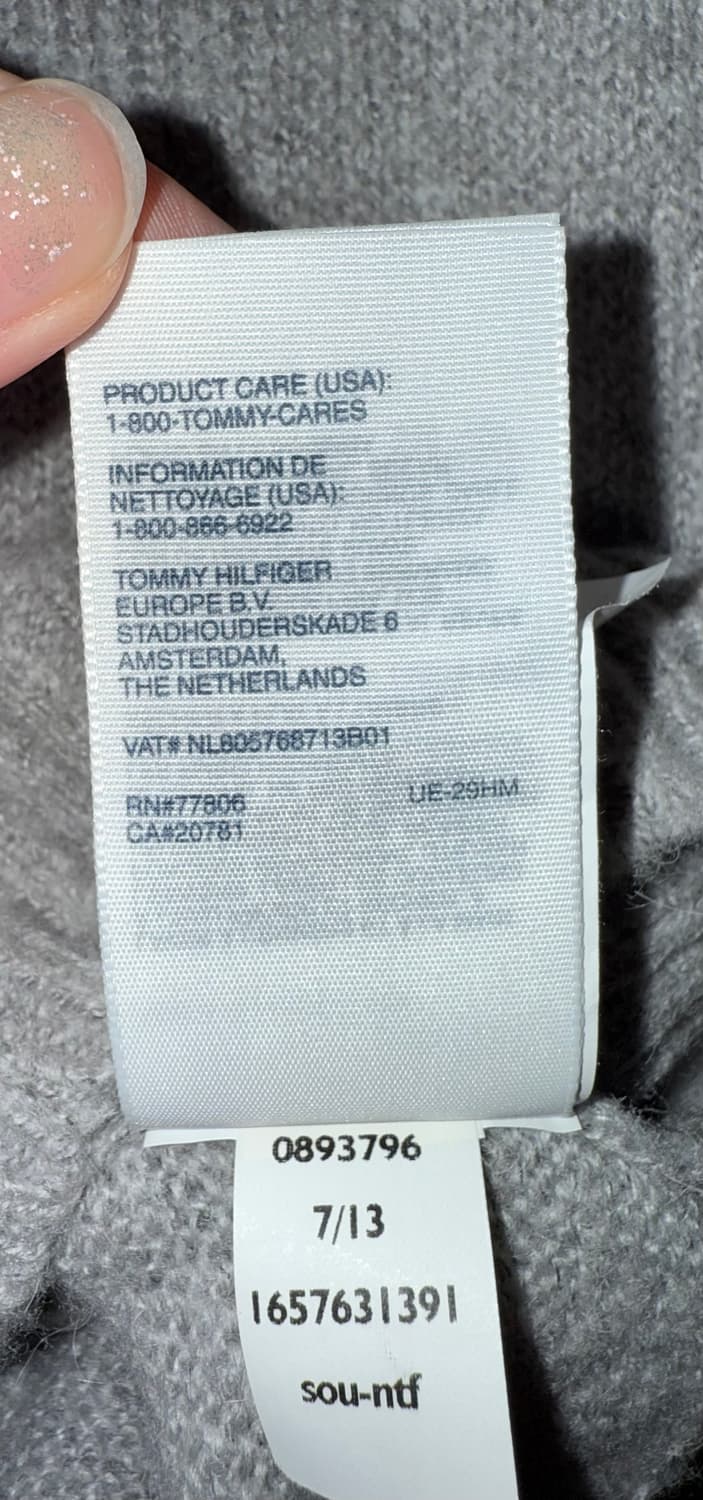 PRODUCT CARE (USA):
1-800-TOMMY-CARES
INFORMATION DE
NETTOYAGE (USA):
1-800-866-6922
TOMMY HILFIGER
EUROPE B.V.
STADHOUDERSKADE 6
AMSTERDAM,
THE NETHERLANDS
VAT# NL805768713B01
RN#77806 UE-29HM
CA#20781
0893796
7/13
1657631391
sou-ntf